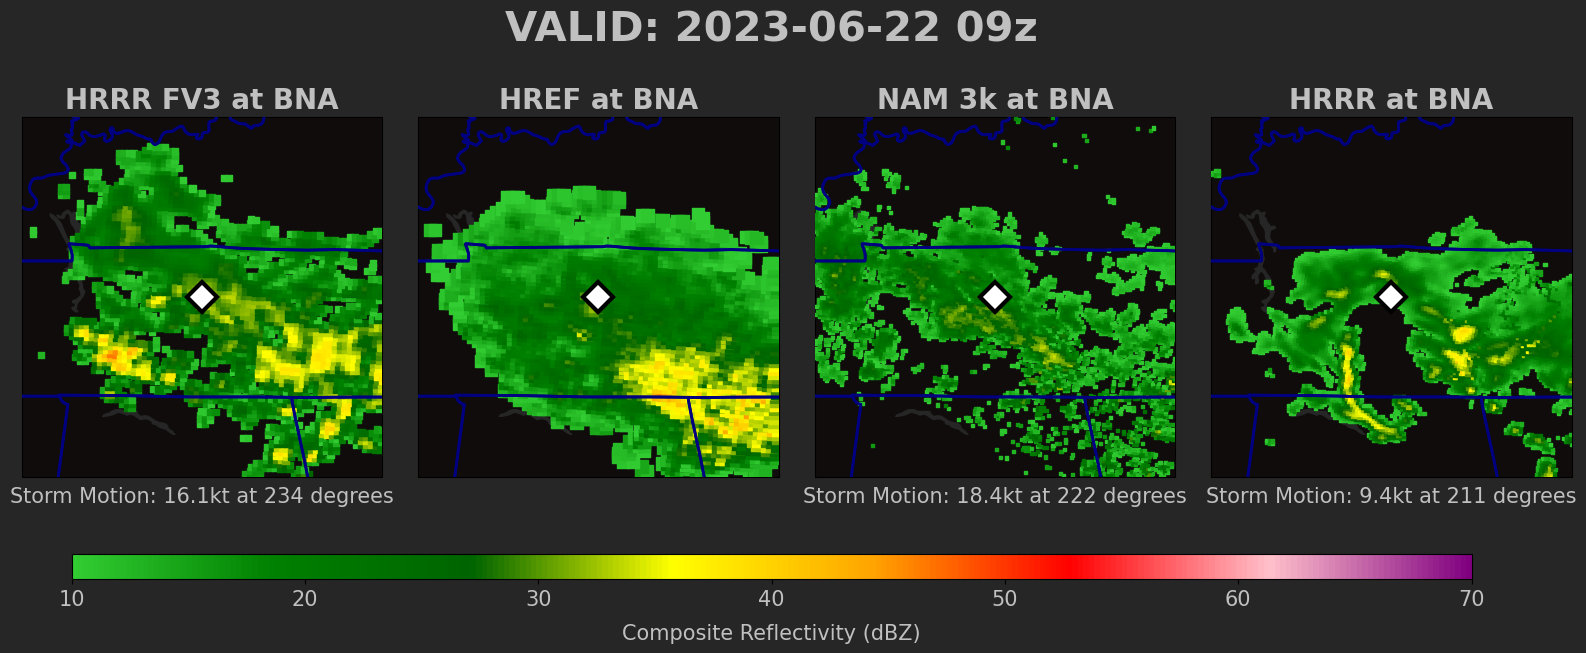 VALID: 2023-06-22 09z
HRRR FV3 at BNA
HREF at BNA
NAM 3k at BNA
HRRR at BNA
Storm Motion: 16.1kt at 234 degrees
Storm Motion: 18.4kt at 222 degrees
Storm Motion: 9.4kt at 211 degrees
10 20 30 40 50 60 70
Composite Reflectivity (dBZ)